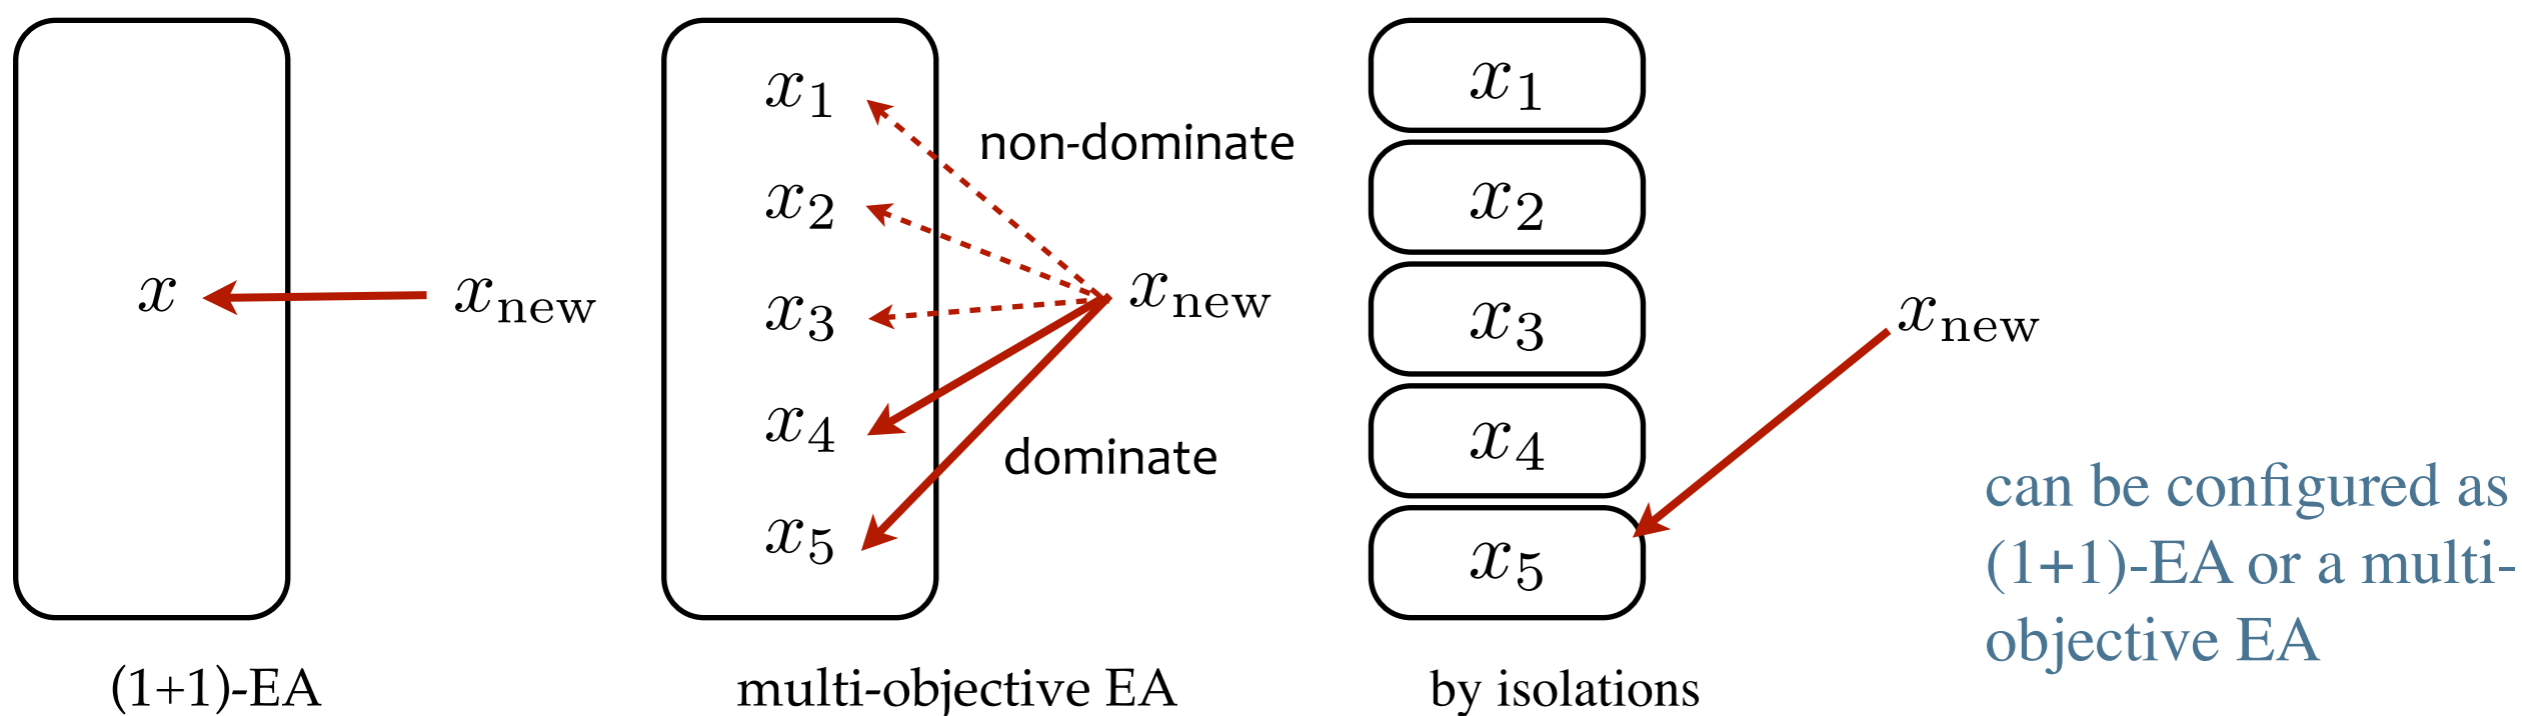 x
x_new
(1+1)-EA
x_1
x_2
x_3
x_4
x_5
non-dominate
x_new
dominate
multi-objective EA
x_1
x_2
x_3
x_4
x_5
x_new
by isolations
can be configured as
(1+1)-EA or a multi-
objective EA